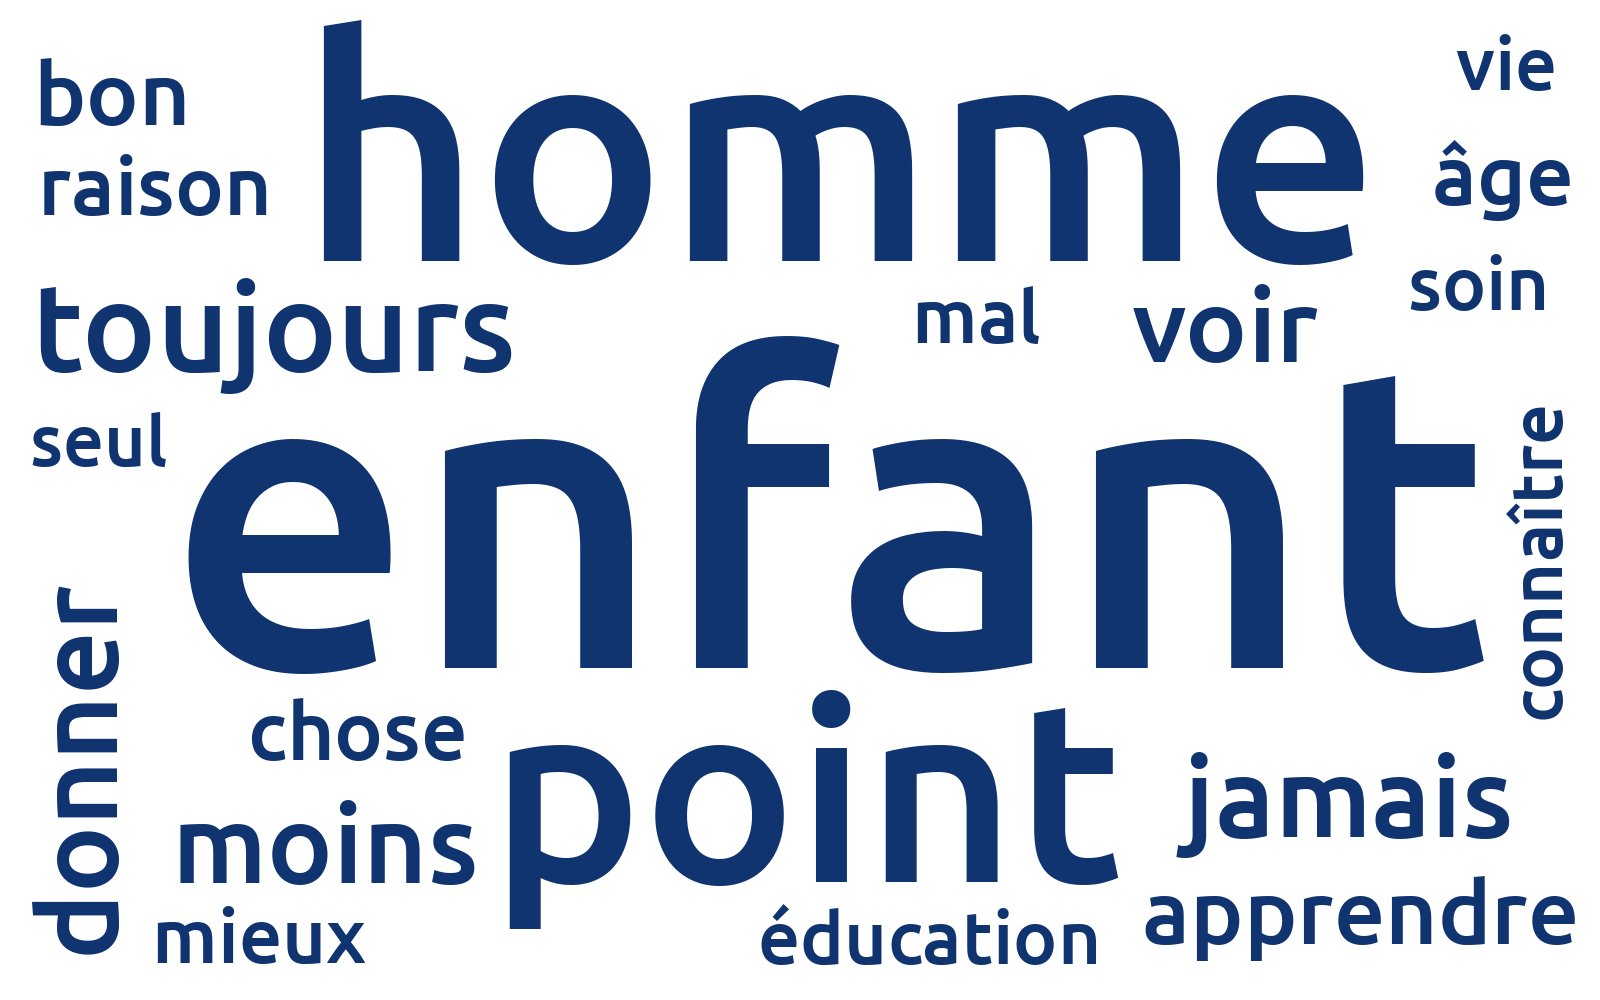 homme
bon
vie
raison
âge
toujours
mal
voir
soin
seul
enfant
connaître
donner
chose
point
jamais
moins
apprendre
mieux
éducation